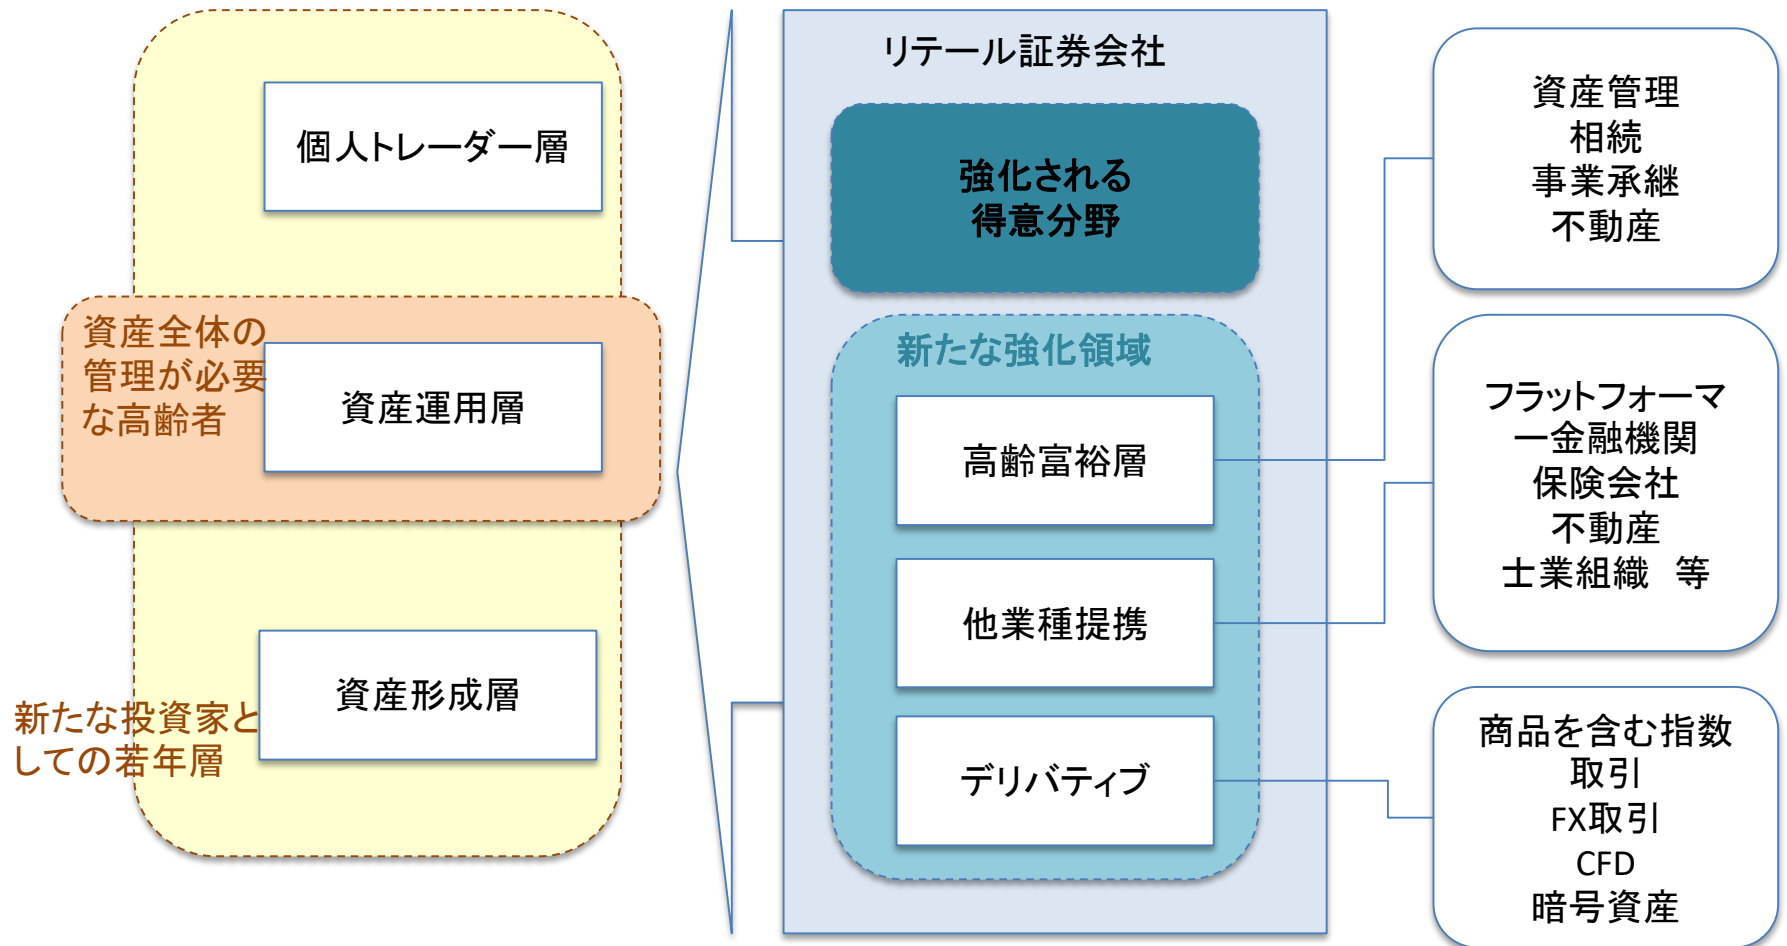 個人トレーダー層
資産全体の
管理が必要
な高齢者
資産運用層
資産形成層
新たな投資家と
しての若年層
リテール証券会社
強化される
得意分野
新たな強化領域
高齢富裕層
他業種提携
デリバティブ
資産管理
相続
事業承継
不動産
フラットフォーマ
ー金融機関
保険会社
不動産
士業組織　等
商品を含む指数
取引
FX取引
CFD
暗号資産